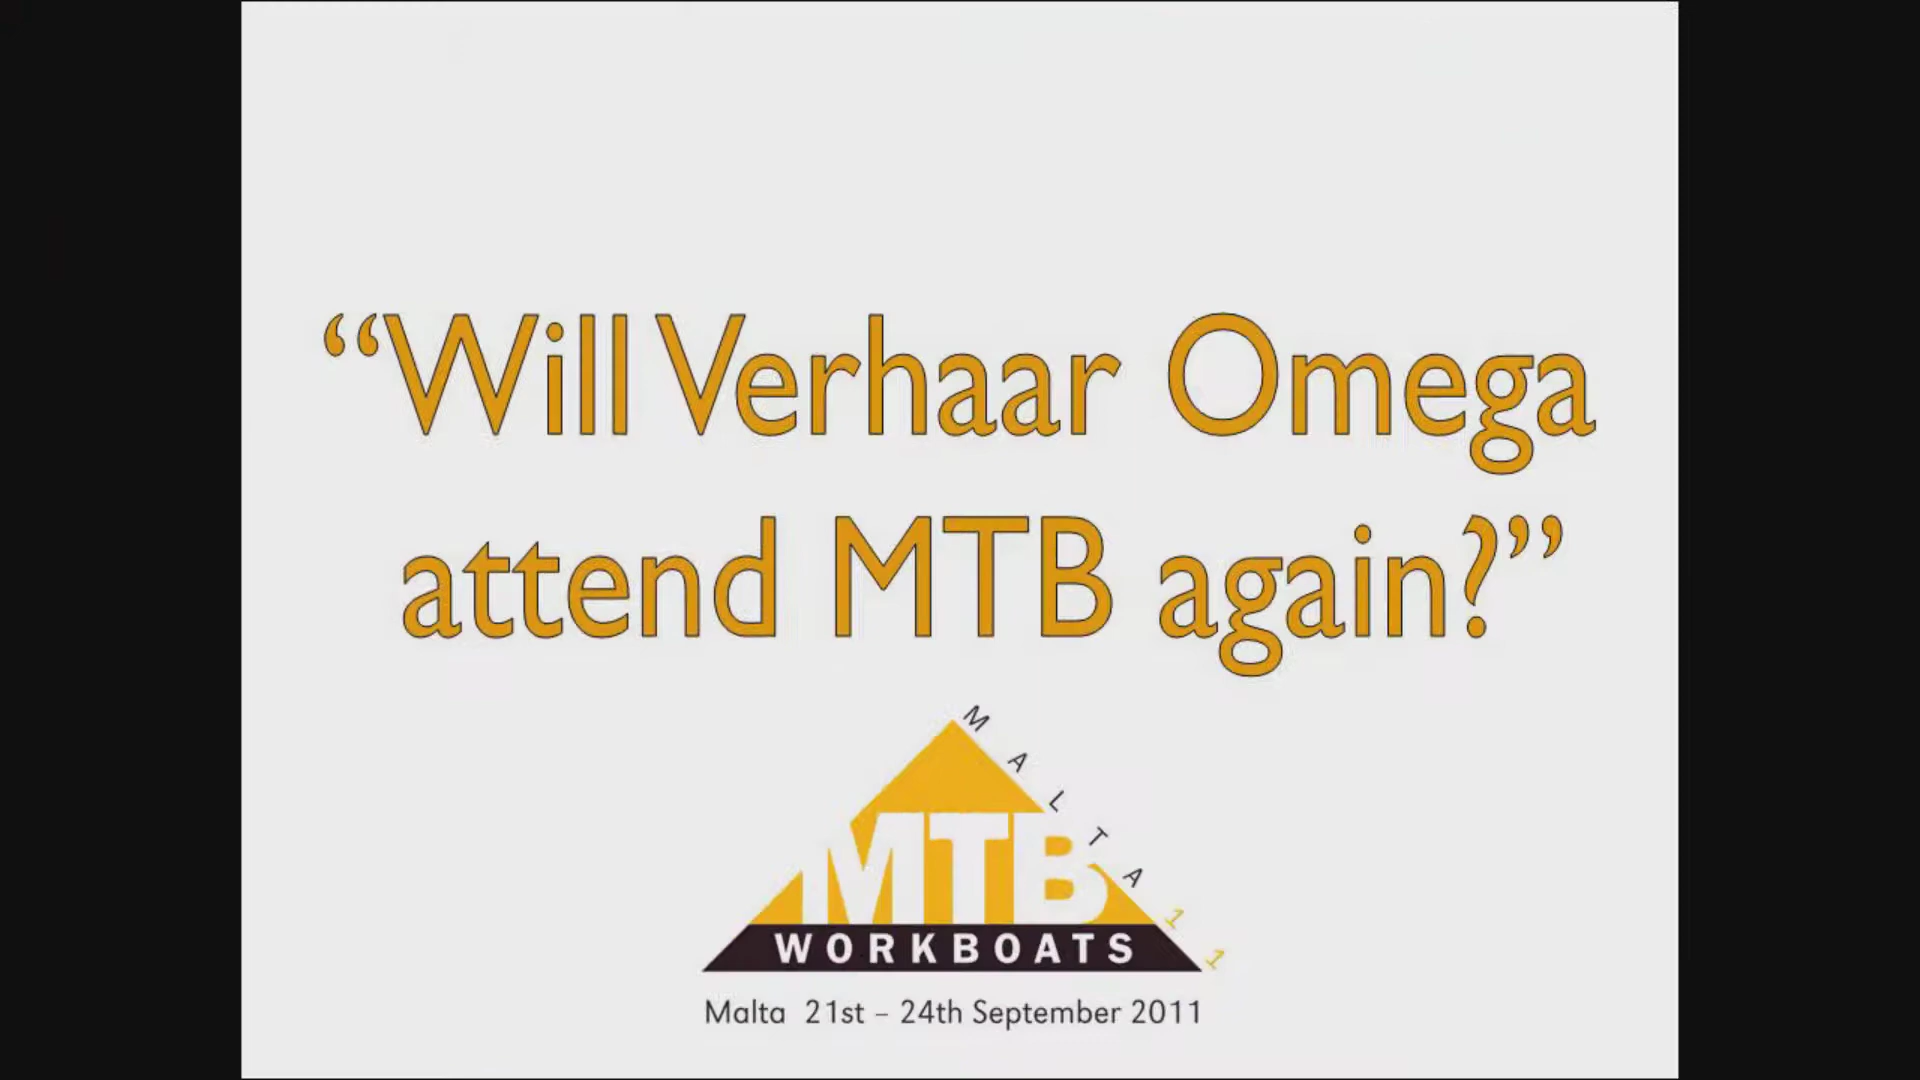 “Will Verhaar Omega
attend MTB again?”
MALTA 11
MTB
WORKBOATS
Malta 21st – 24th September 2011